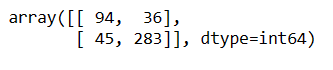 array([[ 94,  36],
       [ 45, 283]], dtype=int64)